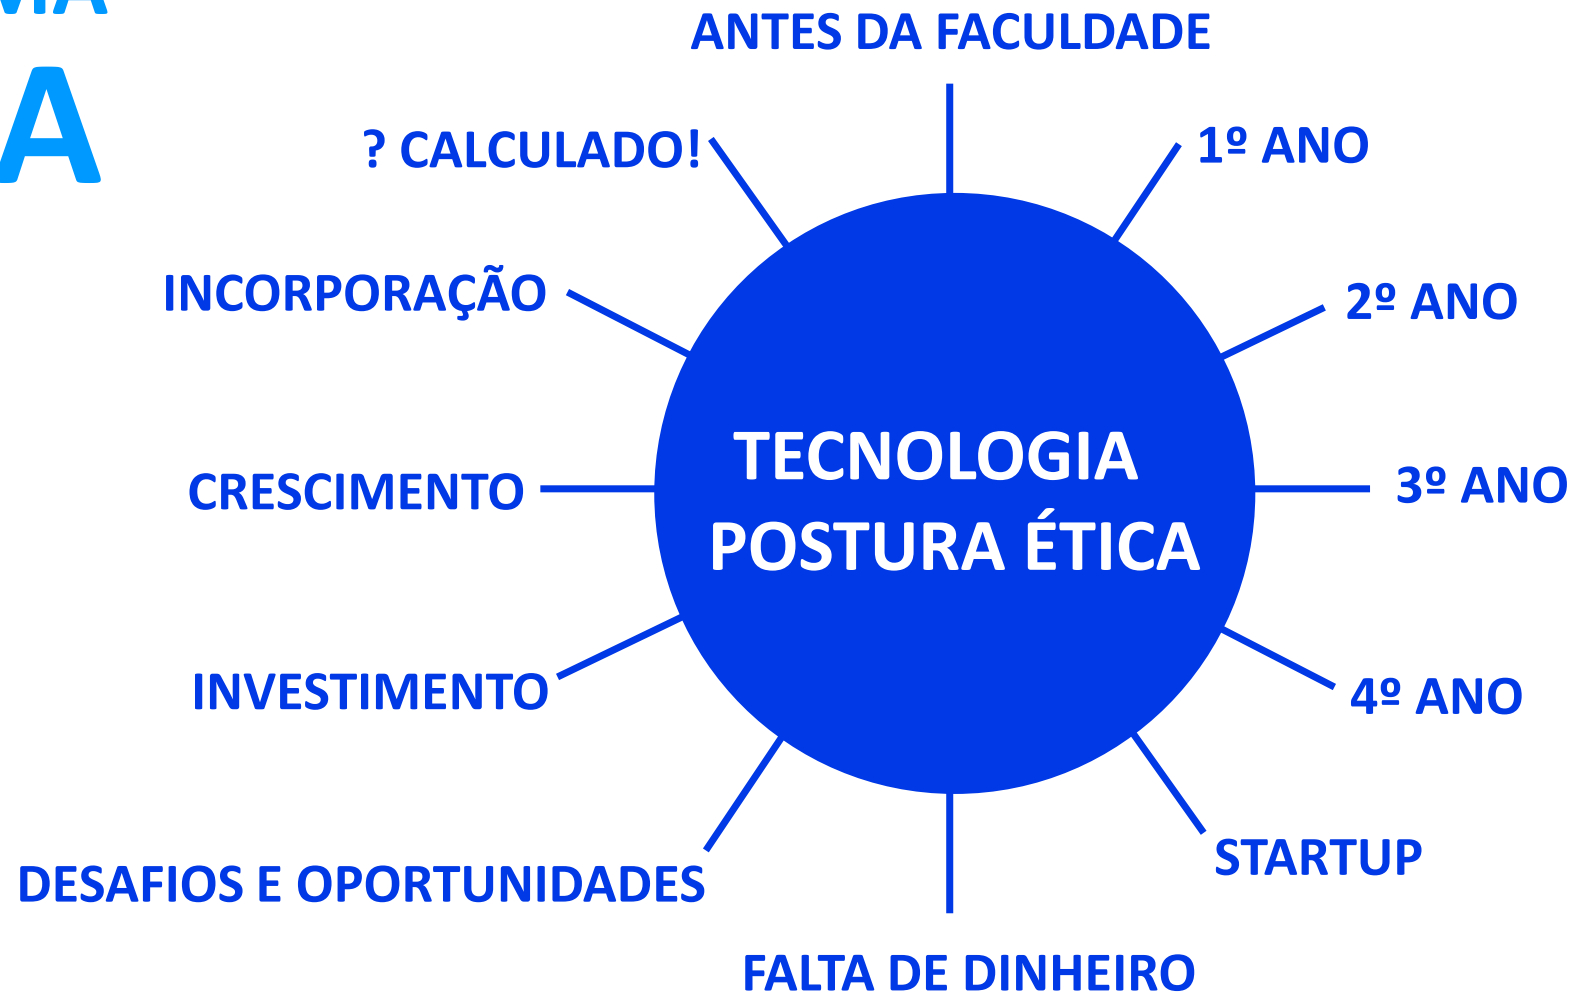 ANTES DA FACULDADE
1º ANO
2º ANO
3º ANO
4º ANO
STARTUP
FALTA DE DINHEIRO
DESAFIOS E OPORTUNIDADES
INVESTIMENTO
CRESCIMENTO
INCORPORAÇÃO
? CALCULADO!
TECNOLOGIA
POSTURA ÉTICA